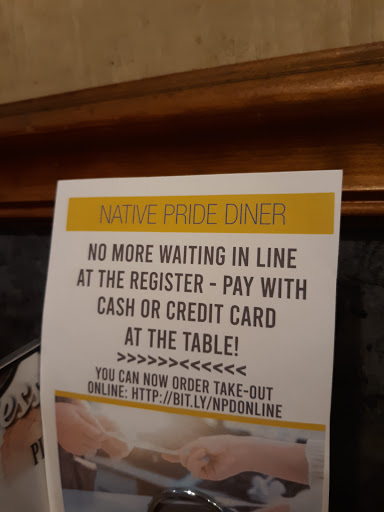 NATIVE PRIDE DINER
NO MORE WAITING IN LINE
AT THE REGISTER - PAY WITH
CASH OR CREDIT CARD
AT THE TABLE!
>>>>>><<<<<<
YOU CAN NOW ORDER TAKE-OUT
ONLINE: HTTP://BIT.LY/NPDONLINE